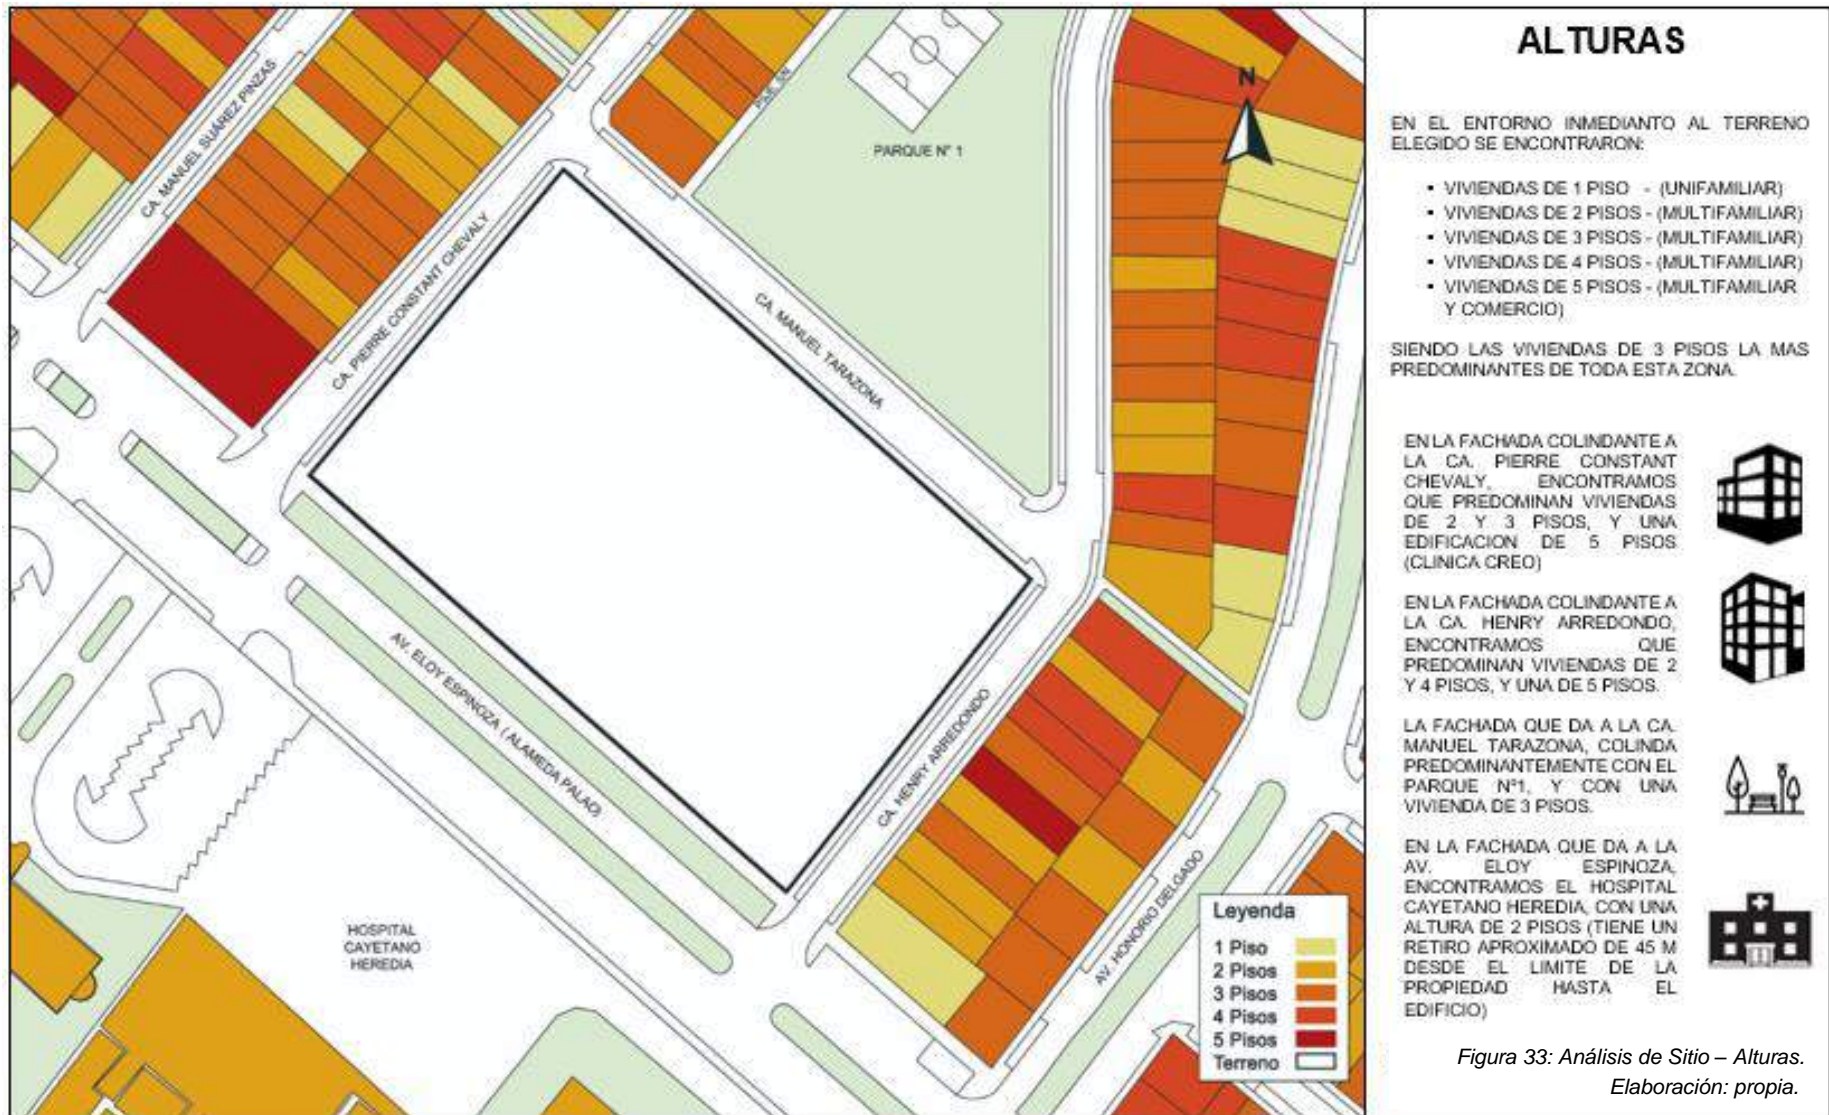 CA. MANUEL SUÁREZ PINZAS
PSJE. SN
PARQUE N° 1
N
CA. PIERRE CONSTANT CHEVALY
CA. MANUEL TARAZONA
AV. ELOY ESPINOZA ( ALAMEDA PALAO)
CA. HENRY ARREDONDO
AV. HONORIO DELGADO
HOSPITAL
CAYETANO
HEREDIA
Leyenda
1 Piso
2 Pisos
3 Pisos
4 Pisos
5 Pisos
Terreno
ALTURAS
EN EL ENTORNO INMEDIANTO AL TERRENO
ELEGIDO SE ENCONTRARON:
▪ VIVIENDAS DE 1 PISO - (UNIFAMILIAR)
▪ VIVIENDAS DE 2 PISOS - (MULTIFAMILIAR)
▪ VIVIENDAS DE 3 PISOS - (MULTIFAMILIAR)
▪ VIVIENDAS DE 4 PISOS - (MULTIFAMILIAR)
▪ VIVIENDAS DE 5 PISOS - (MULTIFAMILIAR
Y COMERCIO)
SIENDO LAS VIVIENDAS DE 3 PISOS LA MAS
PREDOMINANTES DE TODA ESTA ZONA.
EN LA FACHADA COLINDANTE A
LA CA. PIERRE CONSTANT
CHEVALY, ENCONTRAMOS
QUE PREDOMINAN VIVIENDAS
DE 2 Y 3 PISOS, Y UNA
EDIFICACION DE 5 PISOS
(CLINICA CREO)
EN LA FACHADA COLINDANTE A
LA CA. HENRY ARREDONDO,
ENCONTRAMOS QUE
PREDOMINAN VIVIENDAS DE 2
Y 4 PISOS, Y UNA DE 5 PISOS.
LA FACHADA QUE DA A LA CA.
MANUEL TARAZONA, COLINDA
PREDOMINANTEMENTE CON EL
PARQUE N°1, Y CON UNA
VIVIENDA DE 3 PISOS.
EN LA FACHADA QUE DA A LA
AV. ELOY ESPINOZA,
ENCONTRAMOS EL HOSPITAL
CAYETANO HEREDIA, CON UNA
ALTURA DE 2 PISOS (TIENE UN
RETIRO APROXIMADO DE 45 M
DESDE EL LIMITE DE LA
PROPIEDAD HASTA EL
EDIFICIO)
Figura 33: Análisis de Sitio – Alturas.
Elaboración: propia.